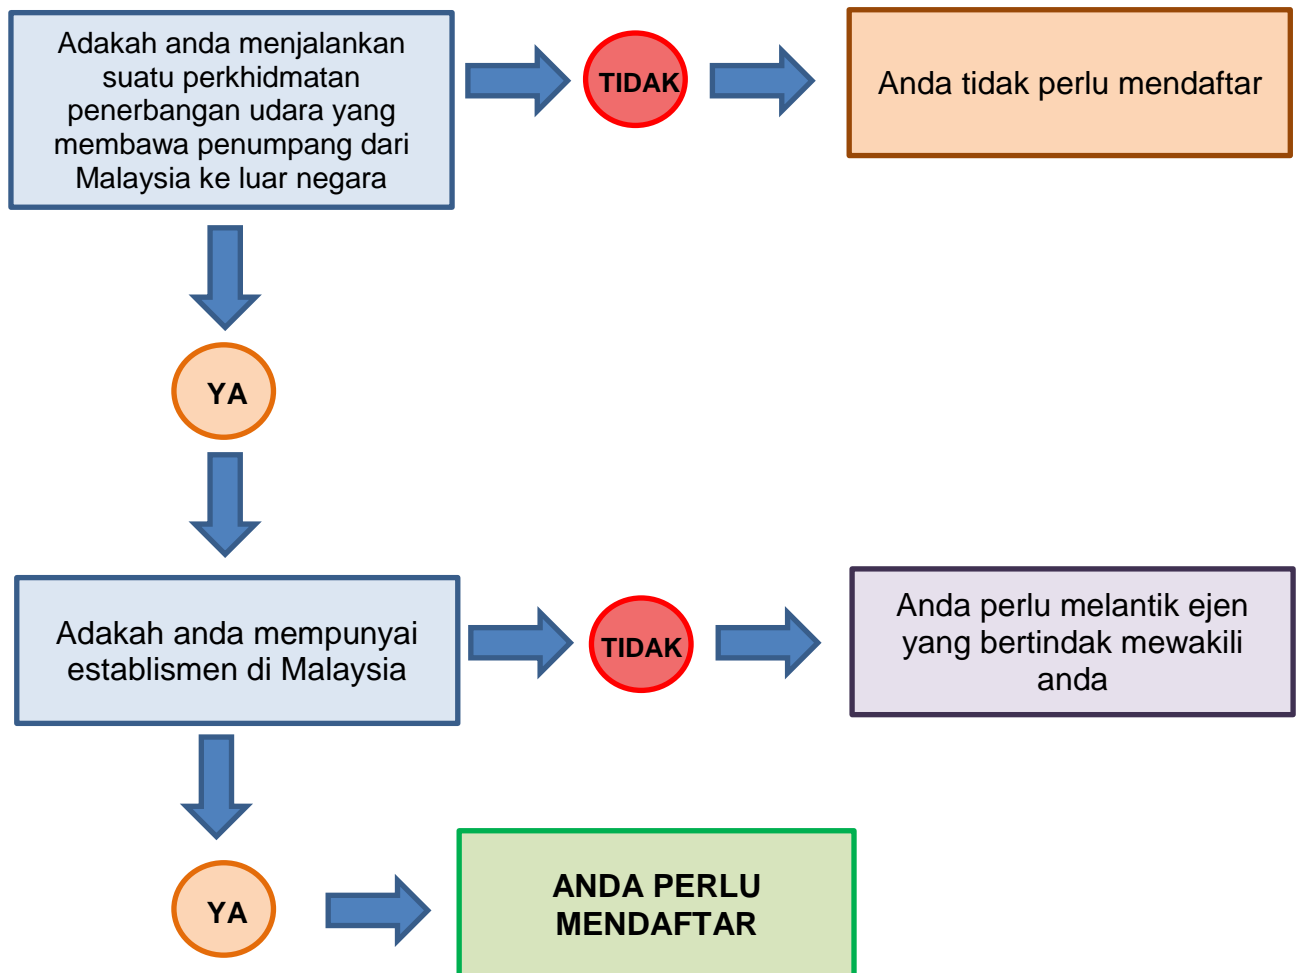 Adakah anda menjalankan
suatu perkhidmatan
penerbangan udara yang
membawa penumpang dari
Malaysia ke luar negara
TIDAK
Anda tidak perlu mendaftar
YA
Adakah anda mempunyai
establismen di Malaysia
TIDAK
Anda perlu melantik ejen
yang bertindak mewakili
anda
YA
ANDA PERLU
MENDAFTAR